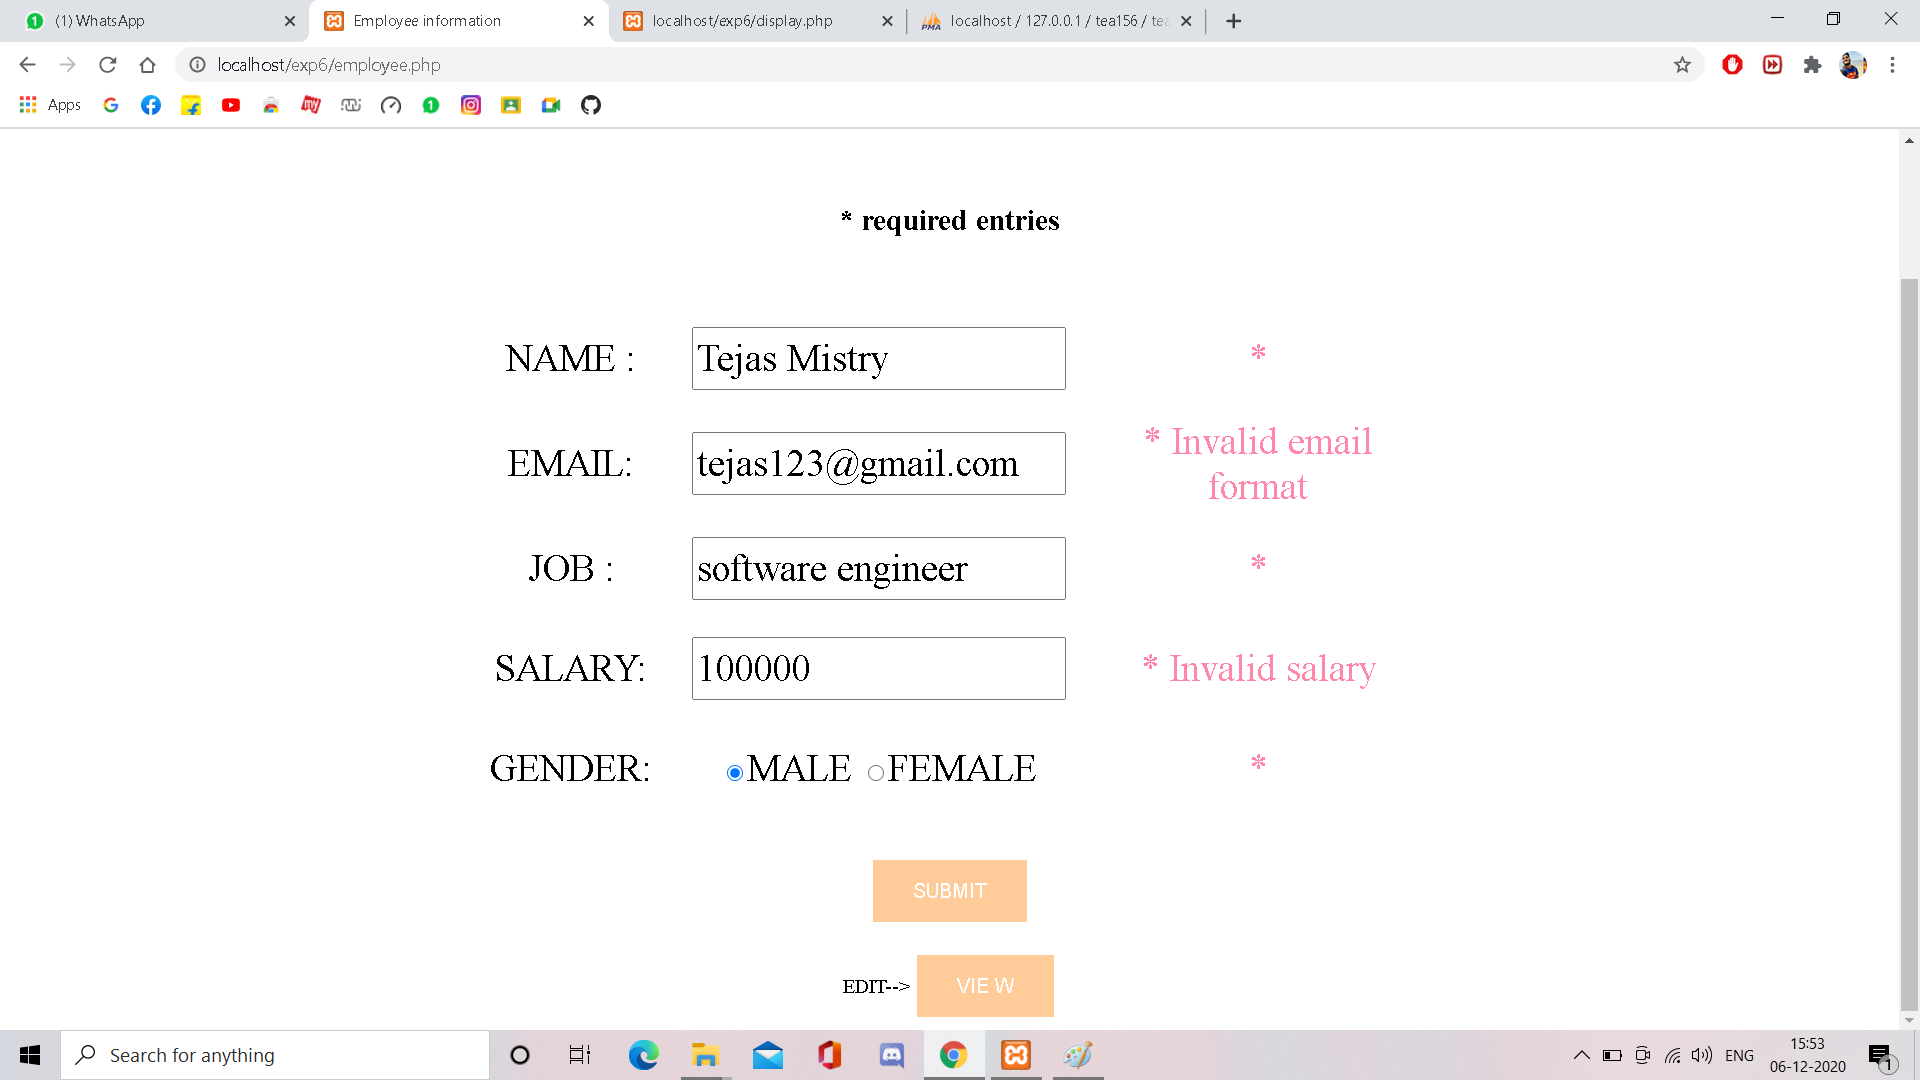 (1) WhatsApp
Employee information
localhost/exp6/display.php
localhost / 127.0.0.1 / tea156 / tea
localhost/exp6/employee.php
Apps
* required entries
NAME :
Tejas Mistry
*
EMAIL:
tejas123@gmail.com
* Invalid email
format
JOB :
software engineer
*
SALARY:
100000
* Invalid salary
GENDER:
MALE
FEMALE
*
SUBMIT
EDIT-->
VIE W
Search for anything
ENG
15:53
06-12-2020
1